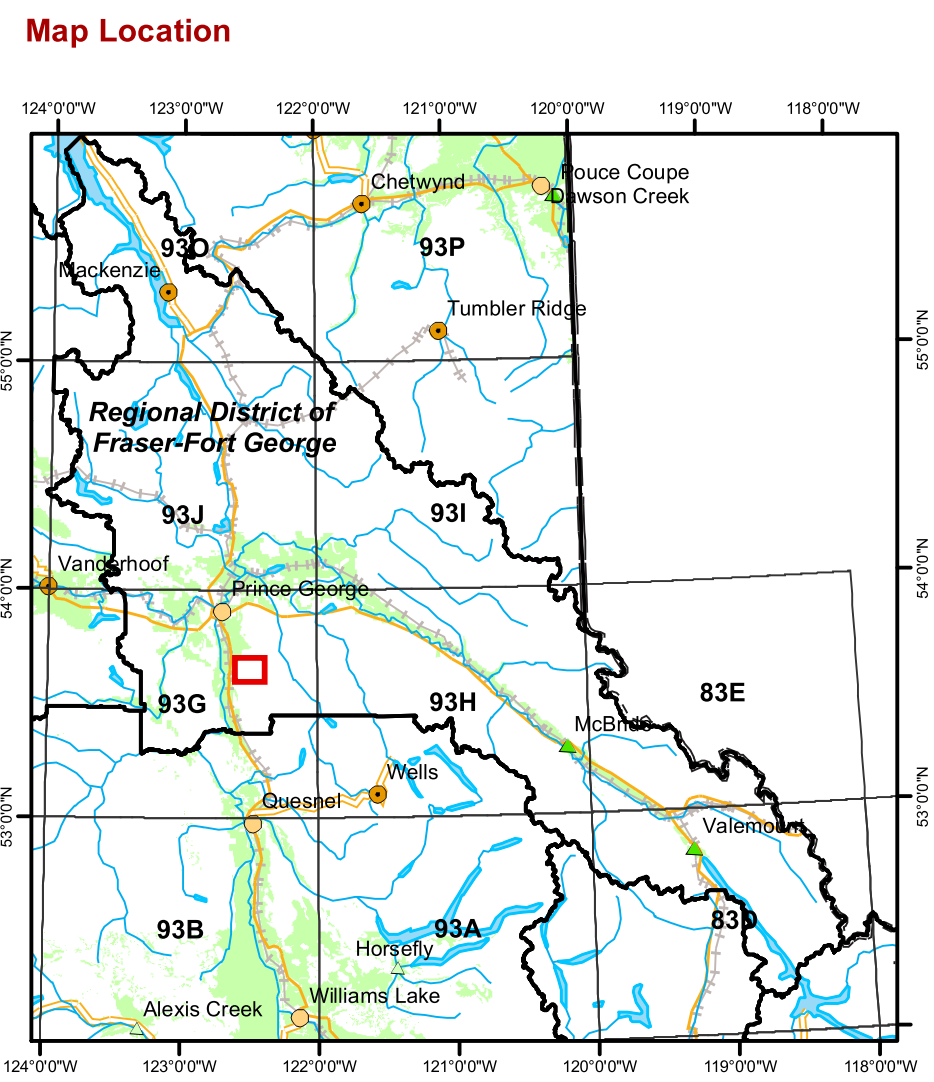 Map Location
124°0'0"W 123°0'0"W 122°0'0"W 121°0'0"W 120°0'0"W 119°0'0"W 118°0'0"W
Pouce Coupe
Chetwynd
Dawson Creek
93O
93P
Mackenzie
Tumbler Ridge
55°0'0"N
55°0'0"N
Regional District of
Fraser-Fort George
93J
93I
Vanderhoof
54°0'0"N
54°0'0"N
Prince George
83E
93G
93H
McBride
Wells
Quesnel
53°0'0"N
53°0'0"N
Valemount
83D
93B
93A
Horsefly
Williams Lake
Alexis Creek
124°0'0"W 123°0'0"W 122°0'0"W 121°0'0"W 120°0'0"W 119°0'0"W 118°0'0"W